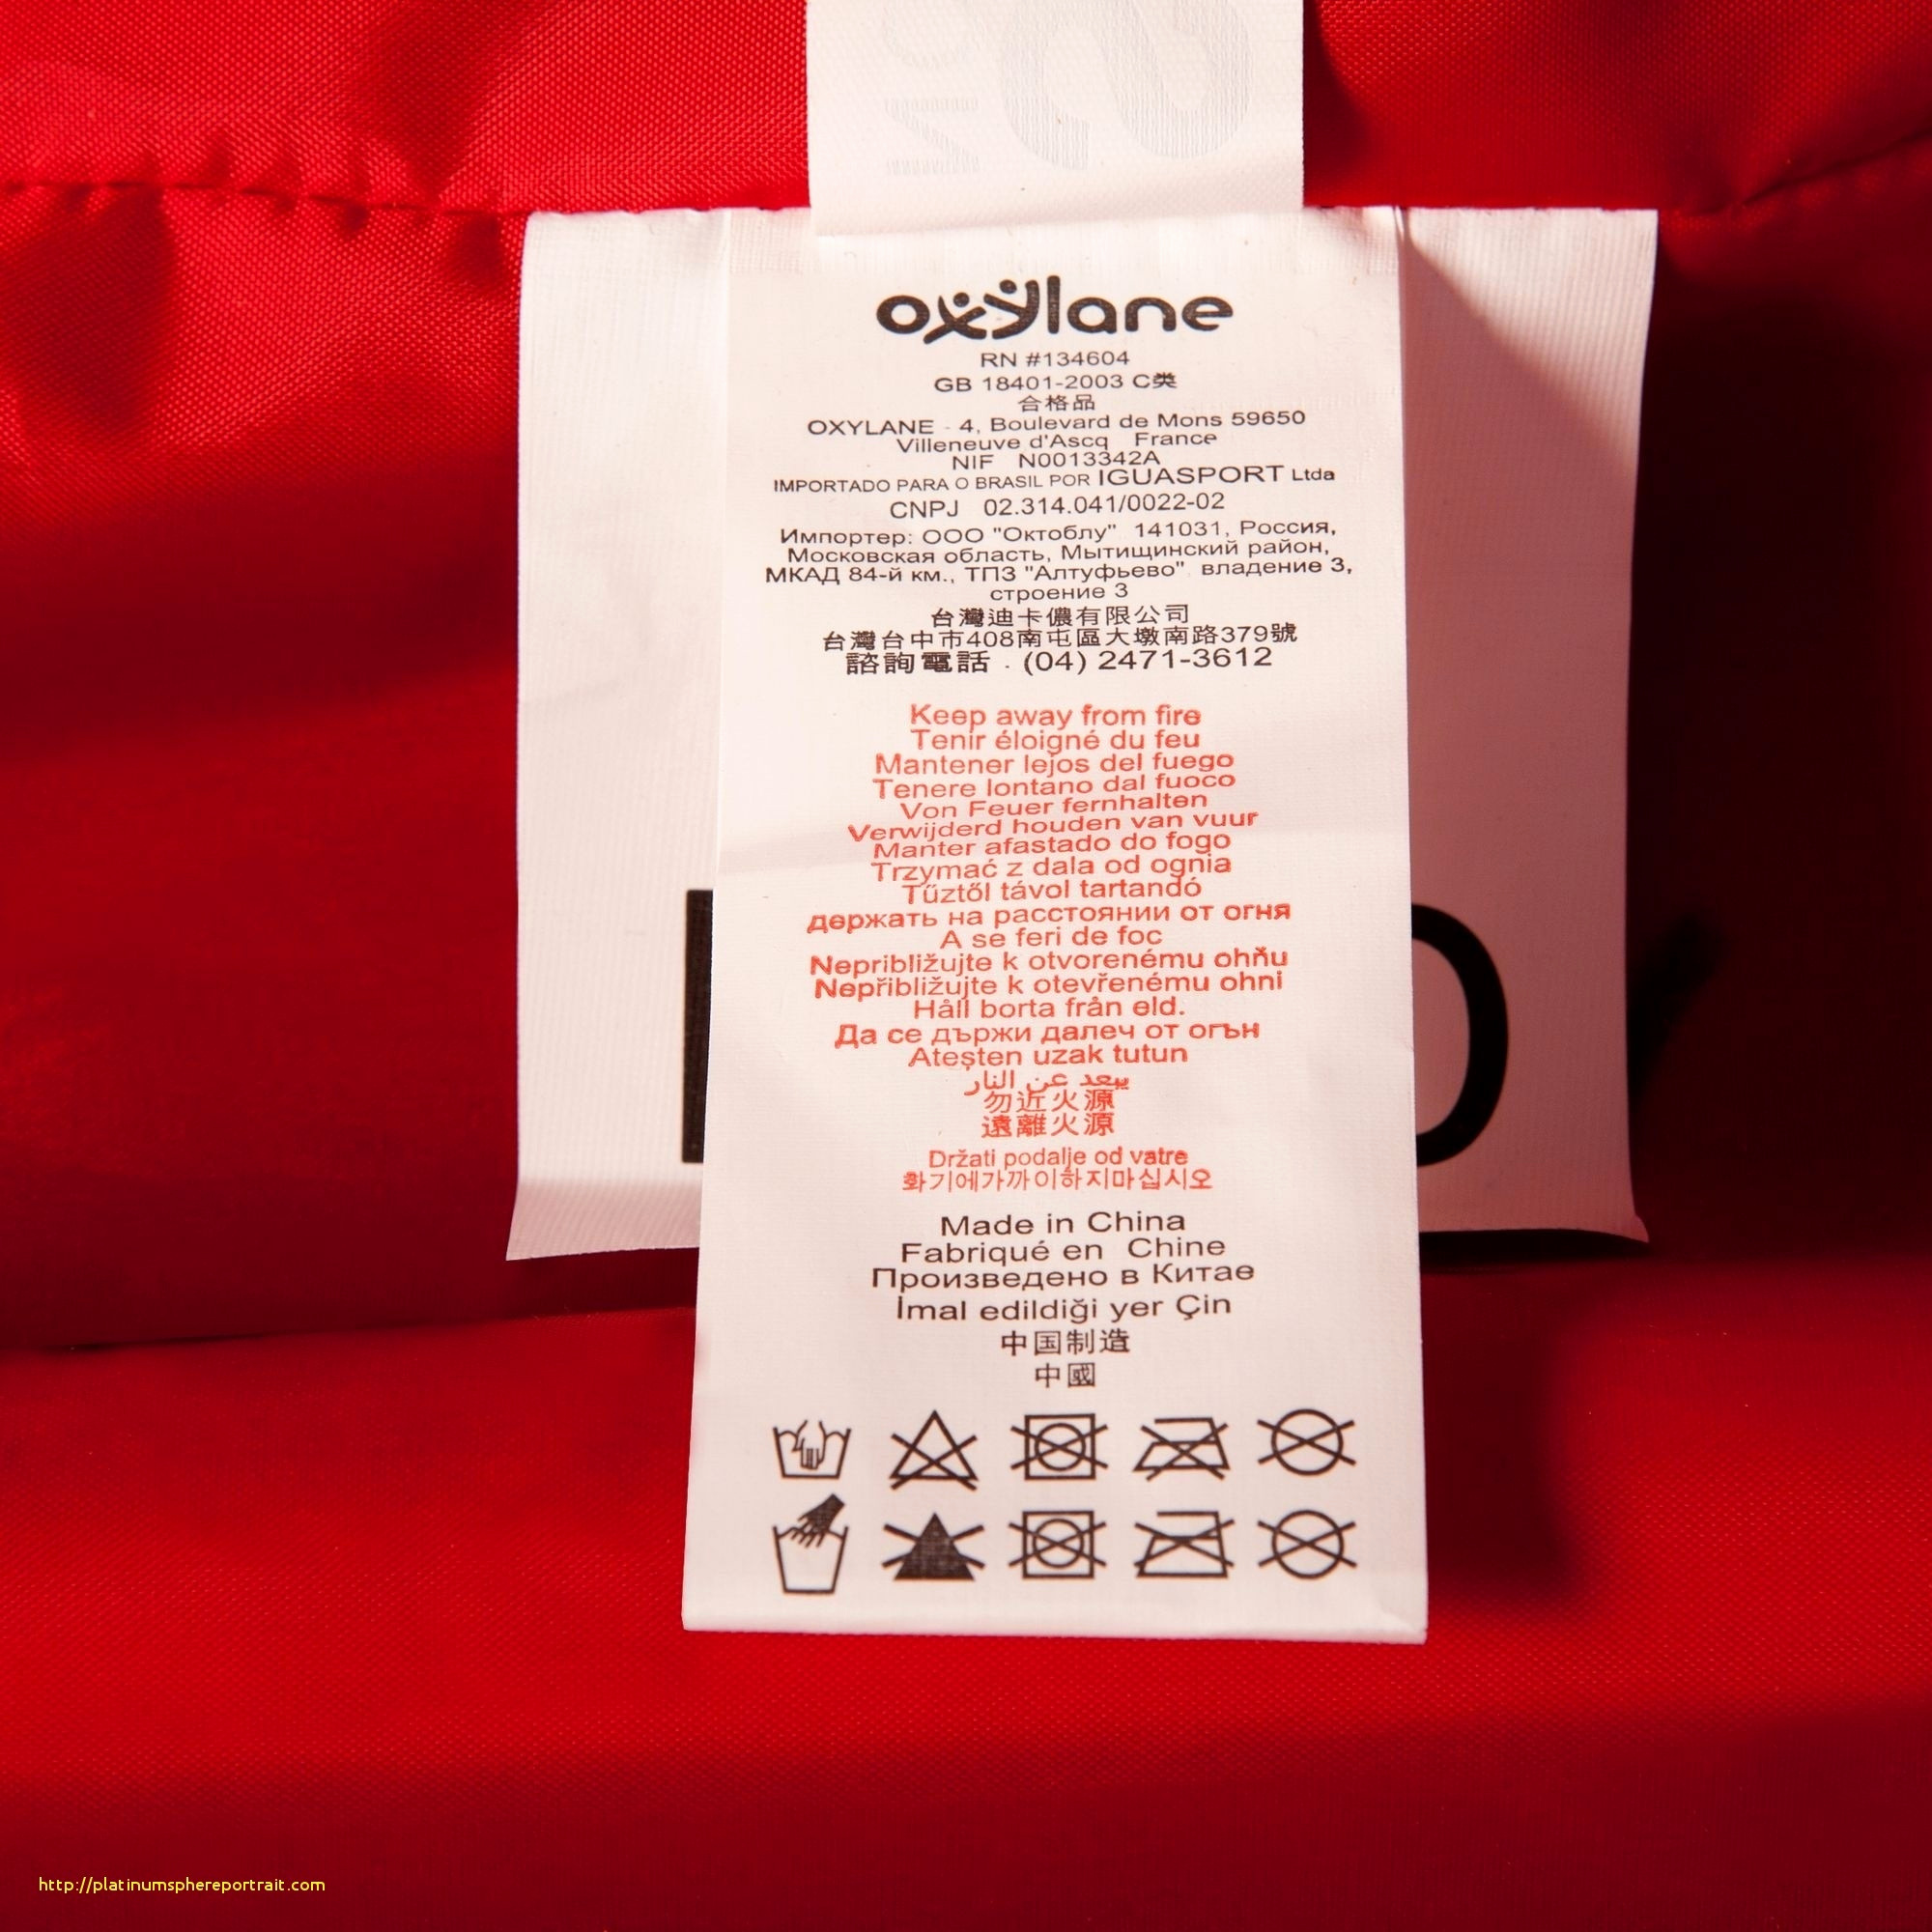 oxylane
RN #134604
GB 18401-2003 C类
合格品
OXYLANE - 4, Boulevard de Mons 59650
Villeneuve d'Ascq France
NIF N0013342A
IMPORTADO PARA O BRASIL POR IGUASPORT Ltda
CNPJ 02.314.041/0022-02
Импортер: ООО "Октоблу" 141031, Россия,
Московская область, Мытищинский район,
МКАД 84-й км., ТПЗ "Алтуфьево" владение 3,
строение 3
台灣迪卡儂有限公司
台灣台中市408南屯區大墩南路379號
諮詢電話 . (04) 2471-3612
Keep away from fire
Tenir éloigné du feu
Mantener lejos del fuego
Tenere lontano dal fuoco
Von Feuer fernhalten
Verwijderd houden van vuur
Manter afastado do fogo
Trzymać z dala od ognia
Tűztől távol tartandó
держать на расстоянии от огня
A se feri de foc
Nepribližujte k otvorenému ohňu
Nepřibližujte k otevřenému ohni
Håll borta från eld.
Да се държи далеч от огън
Ateşten uzak tutun
يبعد عن النار
勿近火源
遠離火源
Držati podalje od vatre
화기에가까이하지마십시오
Made in China
Fabriqué en Chine
Произведено в Китае
İmal edildiği yer Çin
中国制造
中國
http://platinumsphereportrait.com